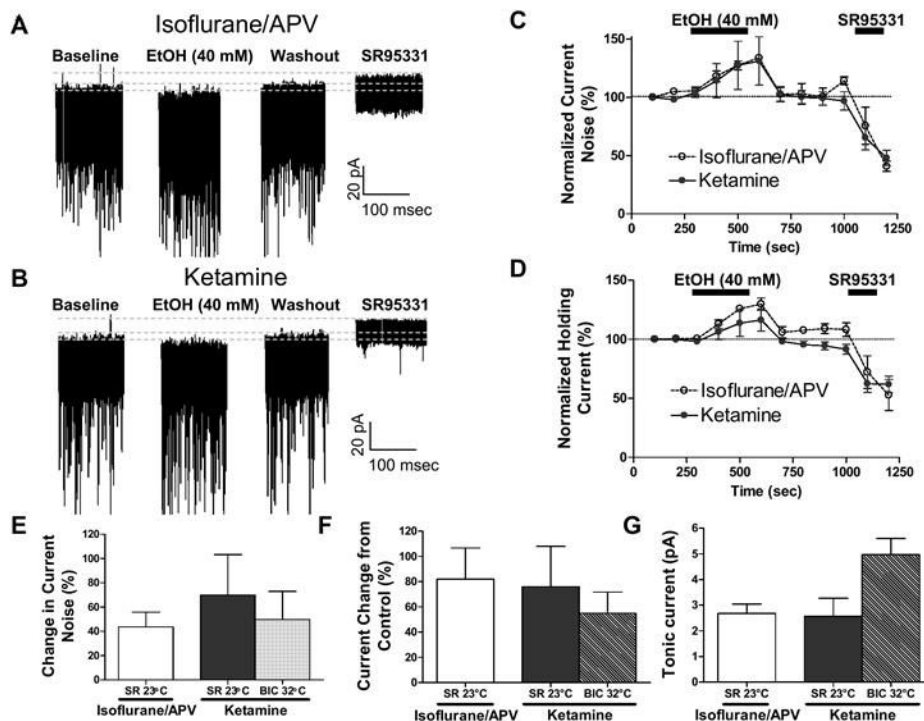 A
Isoflurane/APV
Baseline EtOH (40 mM) Washout SR95331
20 pA
100 msec
B
Ketamine
Baseline EtOH (40 mM) Washout SR95331
20 pA
100 msec
C
EtOH (40 mM) SR95331
Normalized Current
Noise (%)
150
100
50
0
Isoflurane/APV
Ketamine
0 250 500 750 1000 1250
Time (sec)
D
EtOH (40 mM) SR95331
Normalized Holding
Current (%)
150
100
50
0
Isoflurane/APV
Ketamine
0 250 500 750 1000 1250
Time (sec)
E
Change in Current
Noise (%)
120
100
80
60
40
20
0
SR 23°C SR 23°C BIC 32°C
Isoflurane/APV Ketamine
F
Current Change from
Control (%)
120
100
80
60
40
20
0
SR 23°C SR 23°C BIC 32°C
Isoflurane/APV Ketamine
G
Tonic current (pA)
6
5
4
3
2
1
0
SR 23°C SR 23°C BIC 32°C
Isoflurane/APV Ketamine